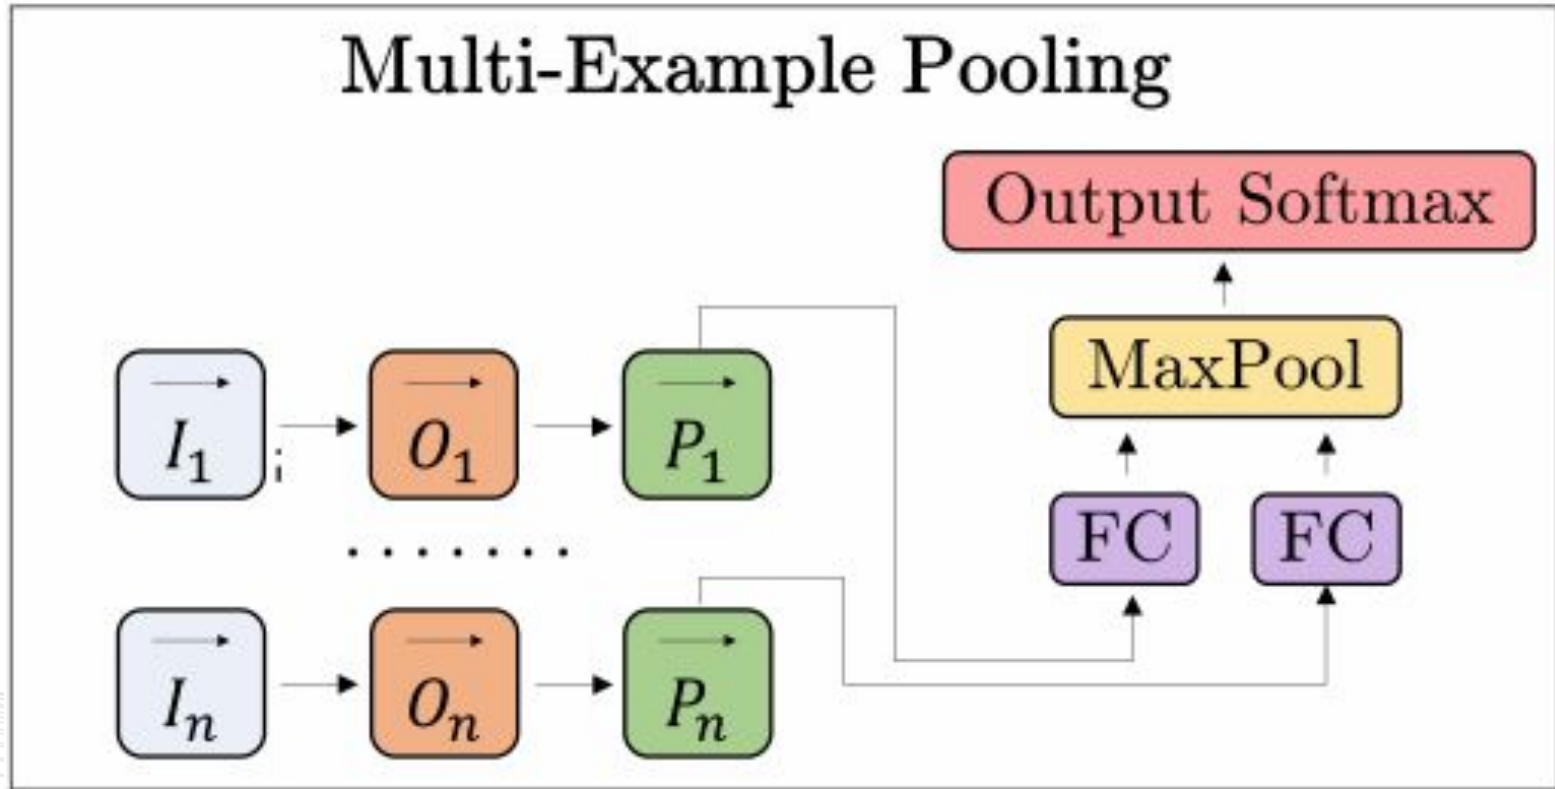 Multi-Example Pooling
Output Softmax
MaxPool
I₁ O₁ P₁
FC FC
.......
Iₙ Oₙ Pₙ